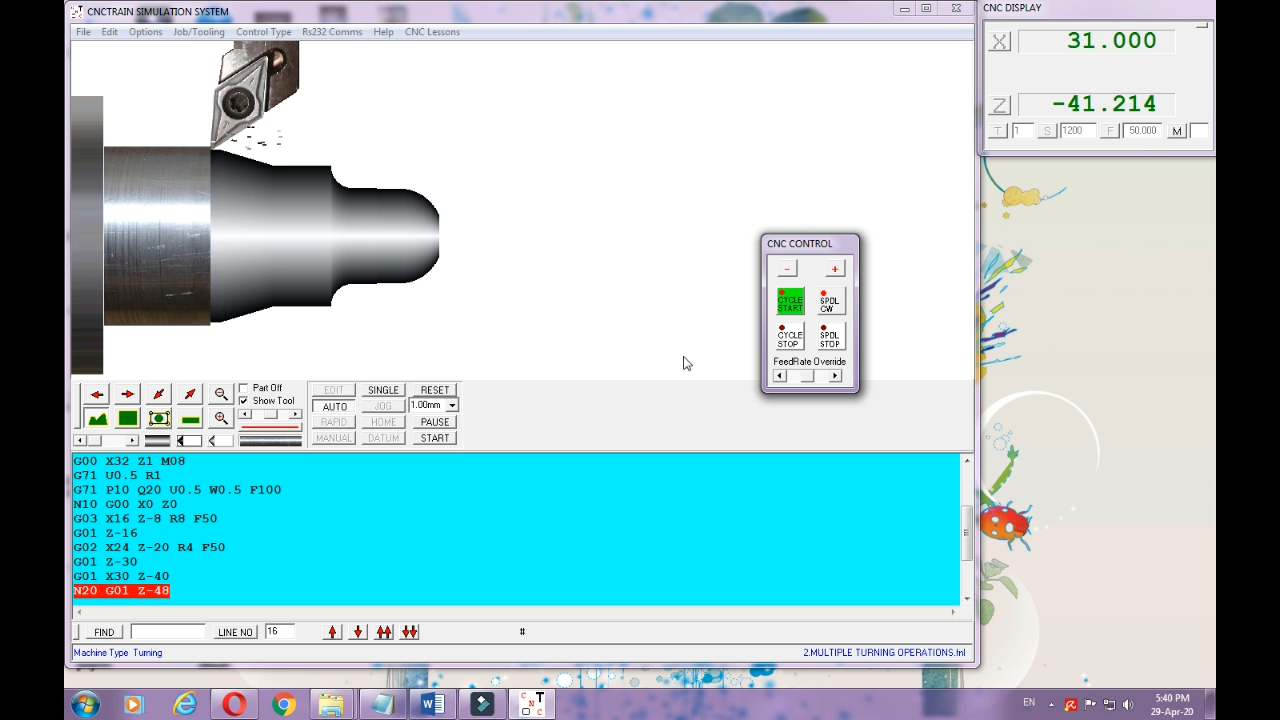 CNCTRAIN SIMULATION SYSTEM
File Edit Options Job/Tooling Control Type Rs232 Comms Help CNC Lessons
CNC DISPLAY
X 31.000
Z -41.214
T 1 S 1200 F 50.000 M
CNC CONTROL
- +
CYCLE START SPDL CW
CYCLE STOP SPDL STOP
FeedRate Override
Part Off
Show Tool
EDIT SINGLE RESET
AUTO JOG 1.00mm
RAPID HOME PAUSE
MANUAL DATUM START
G00 X32 Z1 M08
G71 U0.5 R1
G71 P10 Q20 U0.5 W0.5 F100
N10 G00 X0 Z0
G03 X16 Z-8 R8 F50
G01 Z-16
G02 X24 Z-20 R4 F50
G01 Z-30
G01 X30 Z-40
N20 G01 Z-48
FIND LINE NO 16 #
Machine Type Turning 2.MULTIPLE TURNING OPERATIONS.fnl
EN 5:40 PM
29-Apr-20